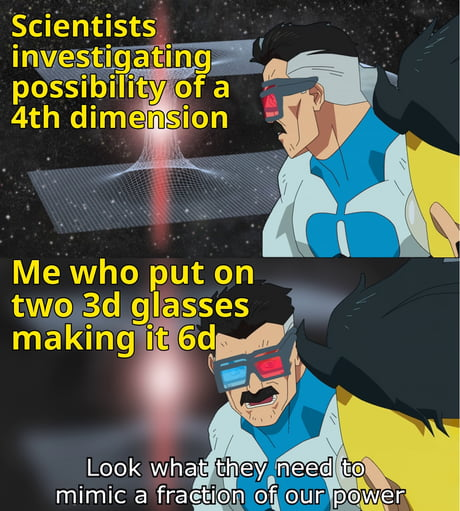 Scientists
investigating
possibility of a
4th dimension
Me who put on
two 3d glasses
making it 6d
Look what they need to
mimic a fraction of our power